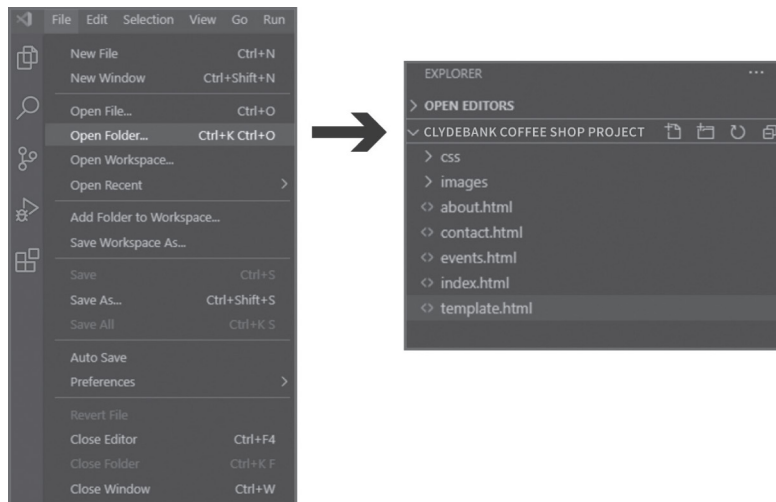 File Edit Selection View Go Run
New File Ctrl+N
New Window Ctrl+Shift+N
Open File... Ctrl+O
Open Folder... Ctrl+K Ctrl+O
Open Workspace...
Open Recent
Add Folder to Workspace...
Save Workspace As...
Save Ctrl+S
Save As... Ctrl+Shift+S
Save All Ctrl+K S
Auto Save
Preferences
Revert File
Close Editor Ctrl+F4
Close Folder Ctrl+K F
Close Window Ctrl+W
EXPLORER
OPEN EDITORS
CLYDEBANK COFFEE SHOP PROJECT
css
images
about.html
contact.html
events.html
index.html
template.html